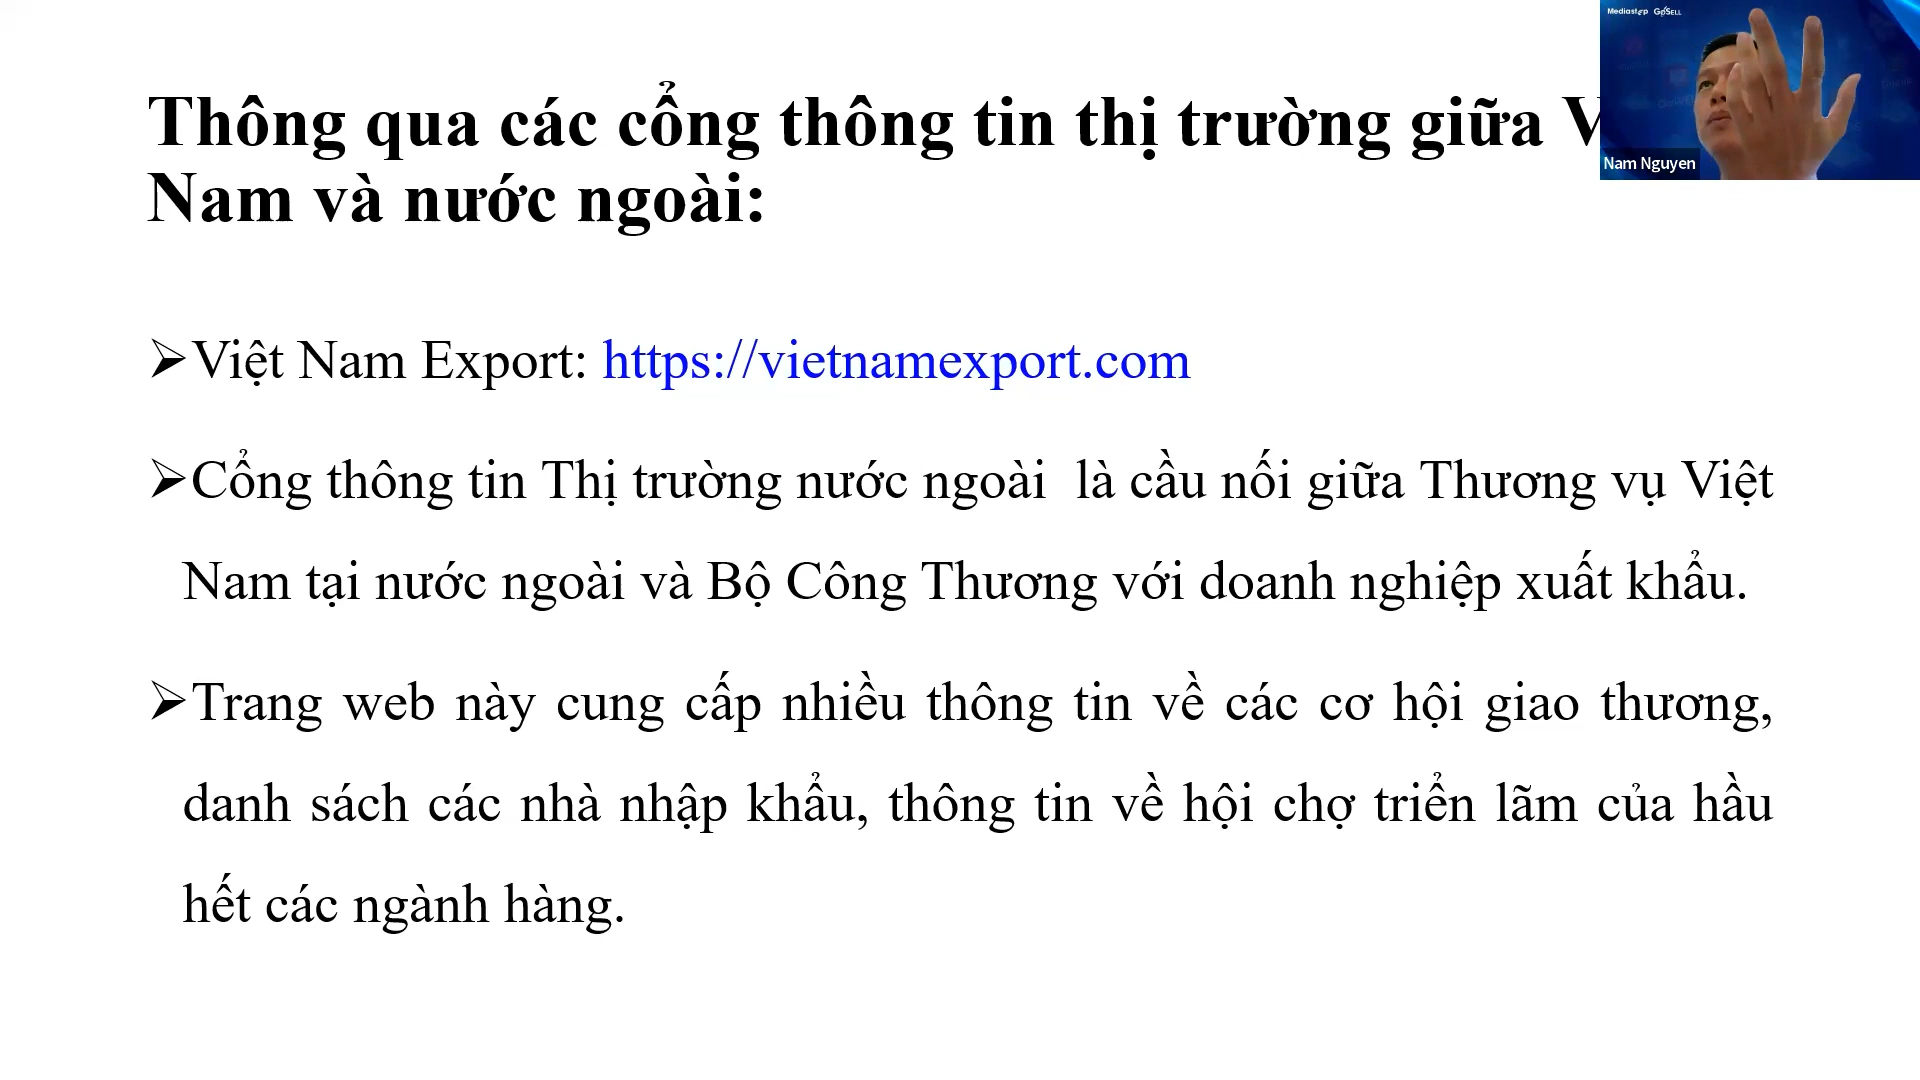 Mediastep GoSELL
Thông qua các cổng thông tin thị trường giữa V
Nam Nguyen
Nam và nước ngoài:
➢Việt Nam Export: https://vietnamexport.com
➢Cổng thông tin Thị trường nước ngoài là cầu nối giữa Thương vụ Việt
Nam tại nước ngoài và Bộ Công Thương với doanh nghiệp xuất khẩu.
➢Trang web này cung cấp nhiều thông tin về các cơ hội giao thương,
danh sách các nhà nhập khẩu, thông tin về hội chợ triển lãm của hầu
hết các ngành hàng.